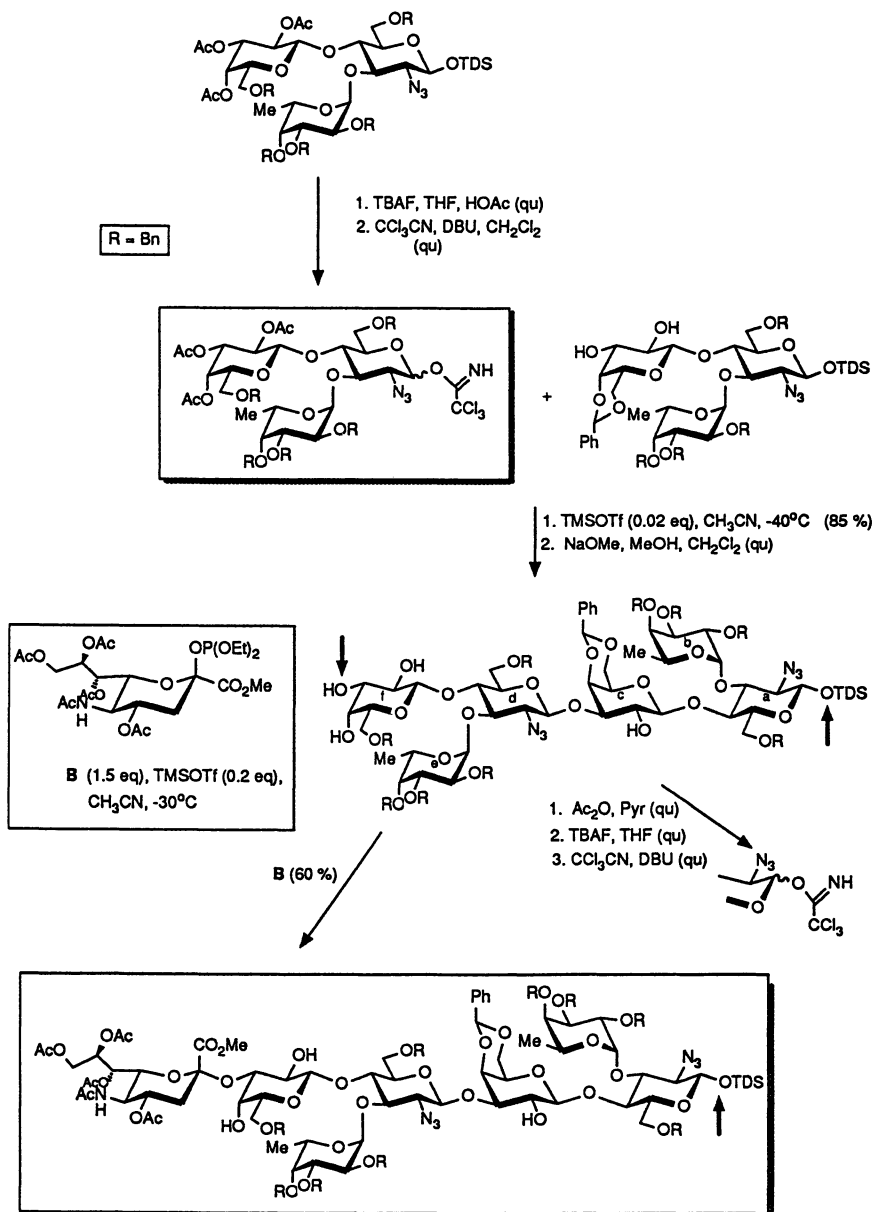 OR
OAc
AcO
O
O
O
OTDS
O
N3
OR
AcO
Me
O
OR
RO
OR
1. TBAF, THF, HOAc (qu)
2. CCl3CN, DBU, CH2Cl2
(qu)
R = Bn
OAc
OR
AcO
O
O
O
O
NH
O
N3
CCl3
OR
AcO
Me
O
OR
RO
OR
+
OH
OR
HO
O
O
O
OTDS
O
N3
O
O
Me
O
Ph
OR
RO
OR
1. TMSOTf (0.02 eq), CH3CN, -40°C (85 %)
2. NaOMe, MeOH, CH2Cl2 (qu)
OAc
OP(OEt)2
AcO
O
CO2Me
AcO
AcN
H
OAc
B (1.5 eq), TMSOTf (0.2 eq),
CH3CN, -30°C
OH
HO
f
O
HO
OR
O
OR
d
O
O
N3
O
Me
O
e
OR
RO
OR
Ph
O
O
c
O
HO
O
RO
OR
b
OR
Me
O
O
N3
a
O
OTDS
OR
1. Ac2O, Pyr (qu)
2. TBAF, THF (qu)
3. CCl3CN, DBU (qu)
N3
O
NH
O
CCl3
B (60 %)
OAc
CO2Me
AcO
O
AcO
AcN
H
OAc
O
OH
O
HO
OR
O
OR
O
O
N3
O
Me
O
OR
RO
OR
Ph
O
O
O
HO
O
RO
OR
OR
Me
O
O
N3
O
OTDS
OR